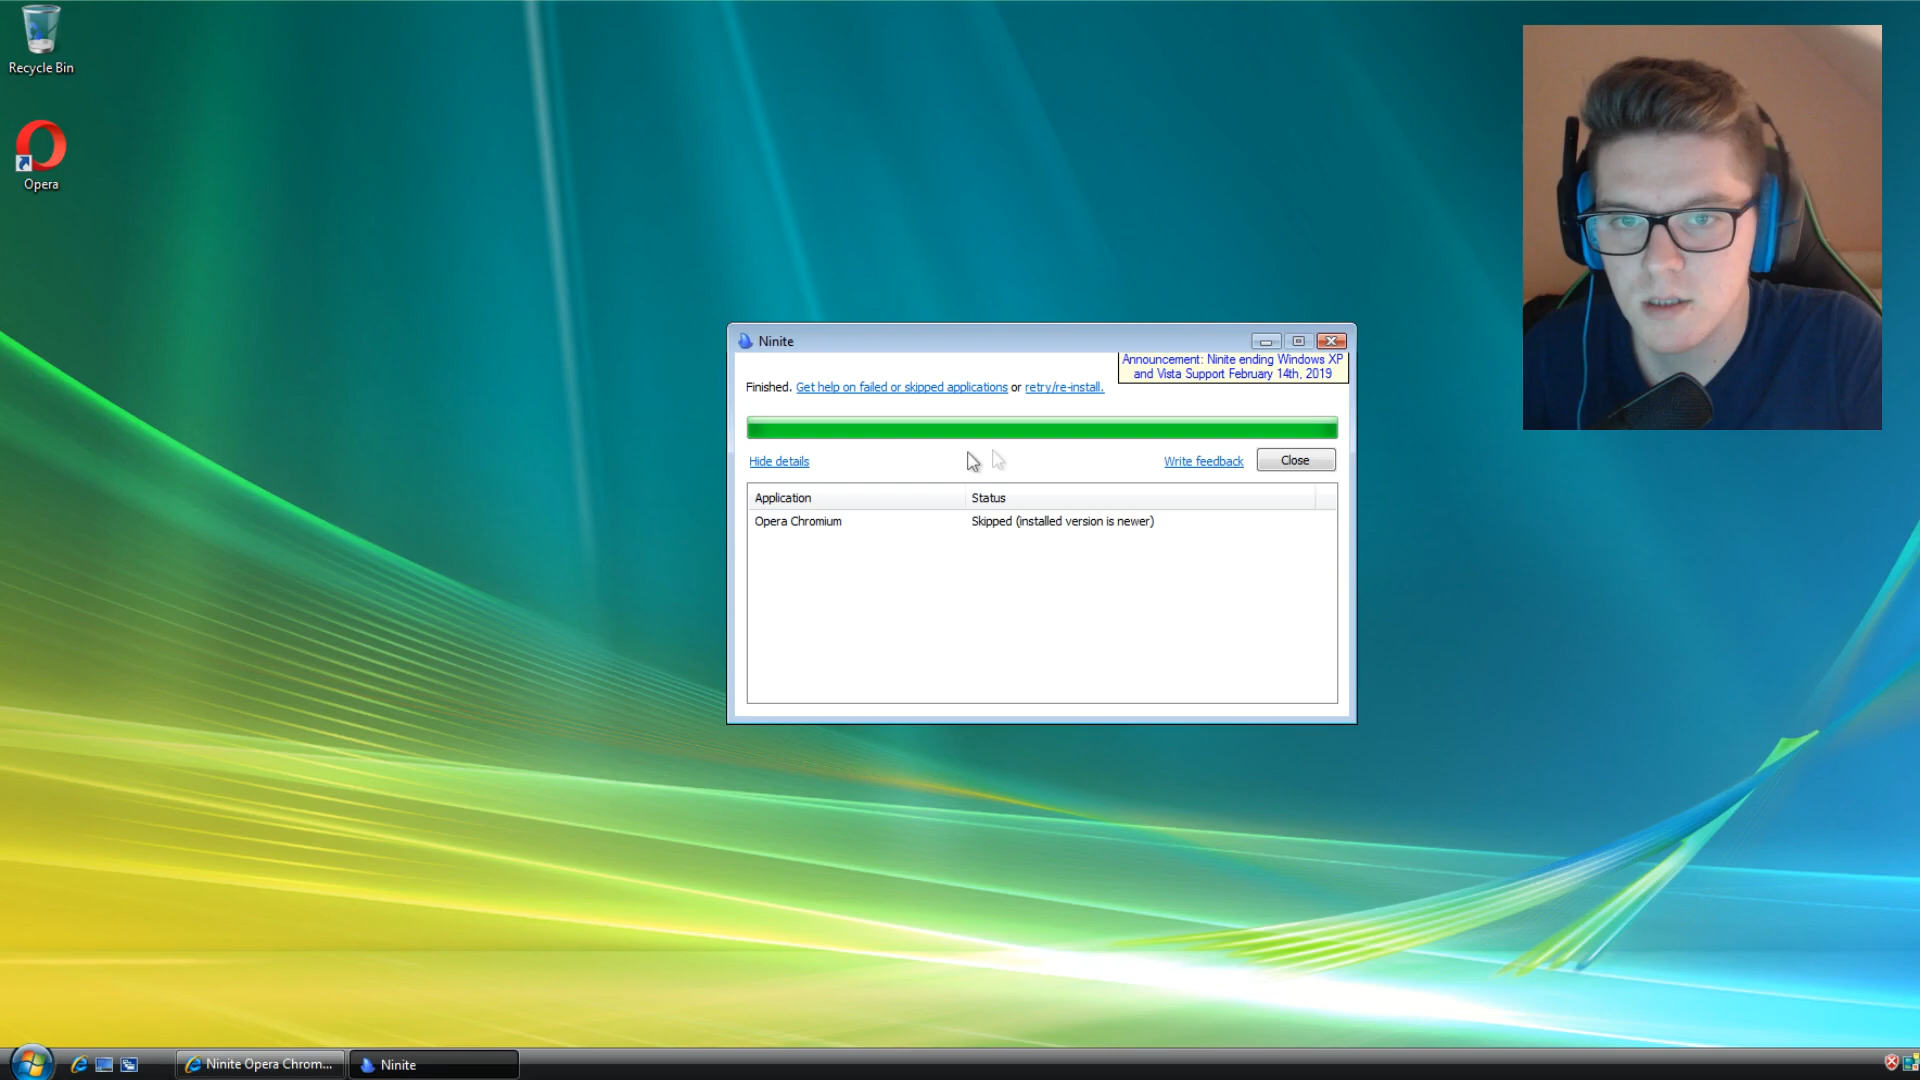 Recycle Bin
Opera
Ninite
Announcement: Ninite ending Windows XP
and Vista Support February 14th, 2019
Finished. Get help on failed or skipped applications or retry/re-install.
Hide details
Write feedback
Close
Application
Status
Opera Chromium
Skipped (installed version is newer)
Ninite Opera Chrom...
Ninite